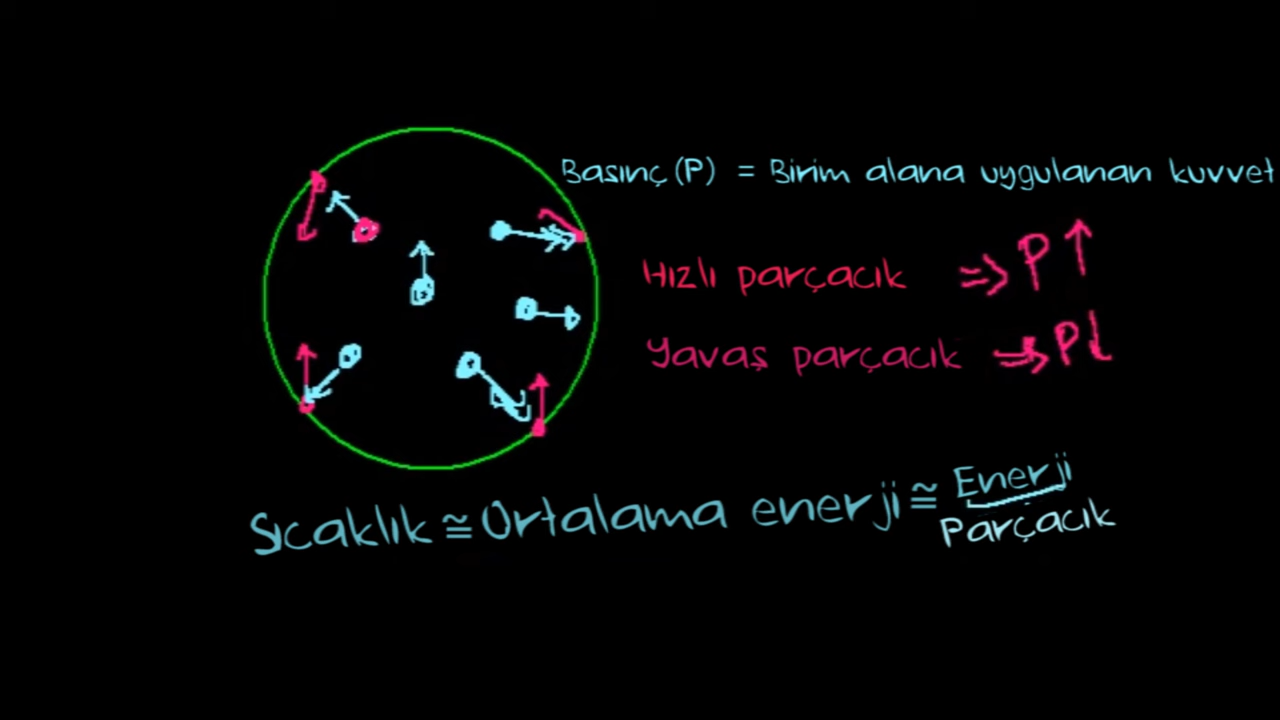 Basınç (P) = Birim alana uygulanan kuvvet
Hızlı parçacık ⇒ P ↑
Yavaş parçacık ⇒ P ↓
Sıcaklık ≅ Ortalama enerji ≅ Enerji
Parçacık